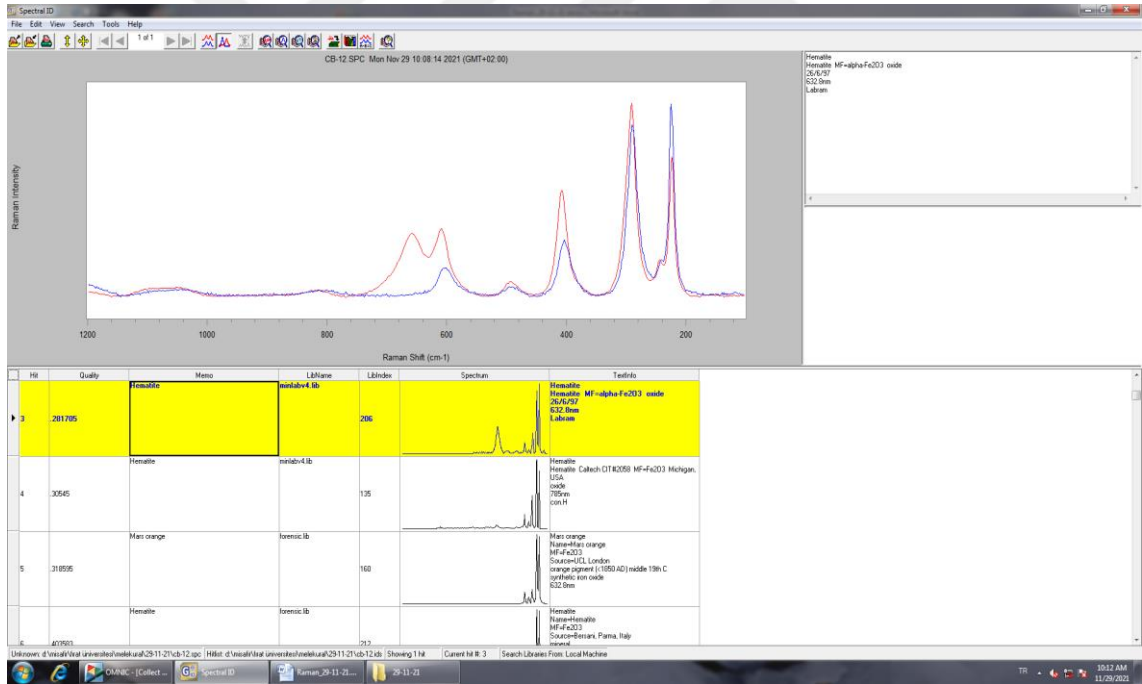 Spectral ID
File Edit View Search Tools Help
1 of 1
CB-12.SPC Mon Nov 29 10:08:14 2021 (GMT+02:00)
Raman Intensity
1200 1000 800 600 400 200
Raman Shift (cm-1)
Hematite
Hematite MF=alpha-Fe2O3 oxide
26/6/97
632.8nm
Labram
Hit Quality Memo LibName LibIndex Spectrum TextInfo
3 .281705 Hematite minlabv4.lib 206
Hematite
Hematite MF=alpha-Fe2O3 oxide
26/6/97
632.8nm
Labram
4 .30545 Hematite minlabv4.lib 135
Hematite
Hematite Caltech CIT#2058 MF=Fe2O3 Michigan,
USA
oxide
785nm
con.H
5 .318595 Mars orange forensic.lib 160
Mars orange
Name=Mars orange
MF=Fe2O3
Source=UCL London
orange pigment (<1850 AD) middle 19th C
synthetic iron oxide
632.8nm
6 .403593 Hematite forensic.lib 212
Hematite
Name=Hematite
MF=Fe2O3
Source=Bersani, Parma, Italy
mineral
Showing 1 hit Current hit #: 3 Search Libraries From: Local Machine
OMNIC - [Collect ... Spectral ID Raman_29-11-21.... 29-11-21
TR 10:12 AM
11/29/2021